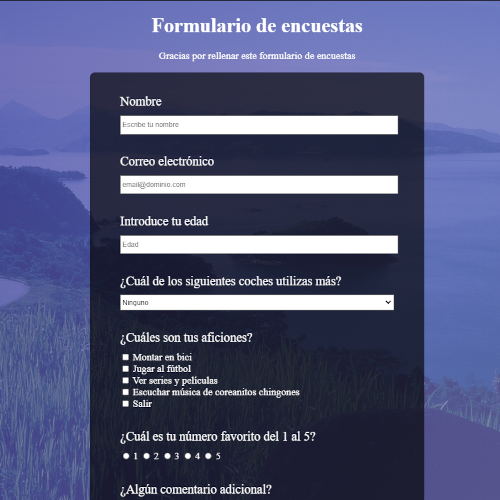 Formulario de encuestas
Gracias por rellenar este formulario de encuestas
Nombre
Escribe tu nombre
Correo electrónico
email@dominio.com
Introduce tu edad
Edad
¿Cuál de los siguientes coches utilizas más?
Ninguno
¿Cuáles son tus aficiones?
Montar en bici
Jugar al fútbol
Ver series y películas
Escuchar música de coreanitos chingones
Salir
¿Cuál es tu número favorito del 1 al 5?
1 2 3 4 5
¿Algún comentario adicional?